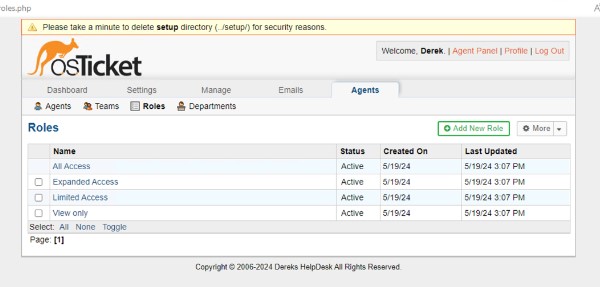 roles.php
Please take a minute to delete setup directory (../setup/) for security reasons.
osTicket
Welcome, Derek. | Agent Panel | Profile | Log Out
Dashboard Settings Manage Emails Agents
Agents Teams Roles Departments
Roles
Add New Role More
Name Status Created On Last Updated
All Access Active 5/19/24 5/19/24 3:07 PM
Expanded Access Active 5/19/24 5/19/24 3:07 PM
Limited Access Active 5/19/24 5/19/24 3:07 PM
View only Active 5/19/24 5/19/24 3:07 PM
Select: All None Toggle
Page: [1]
Copyright © 2006-2024 Dereks HelpDesk All Rights Reserved.